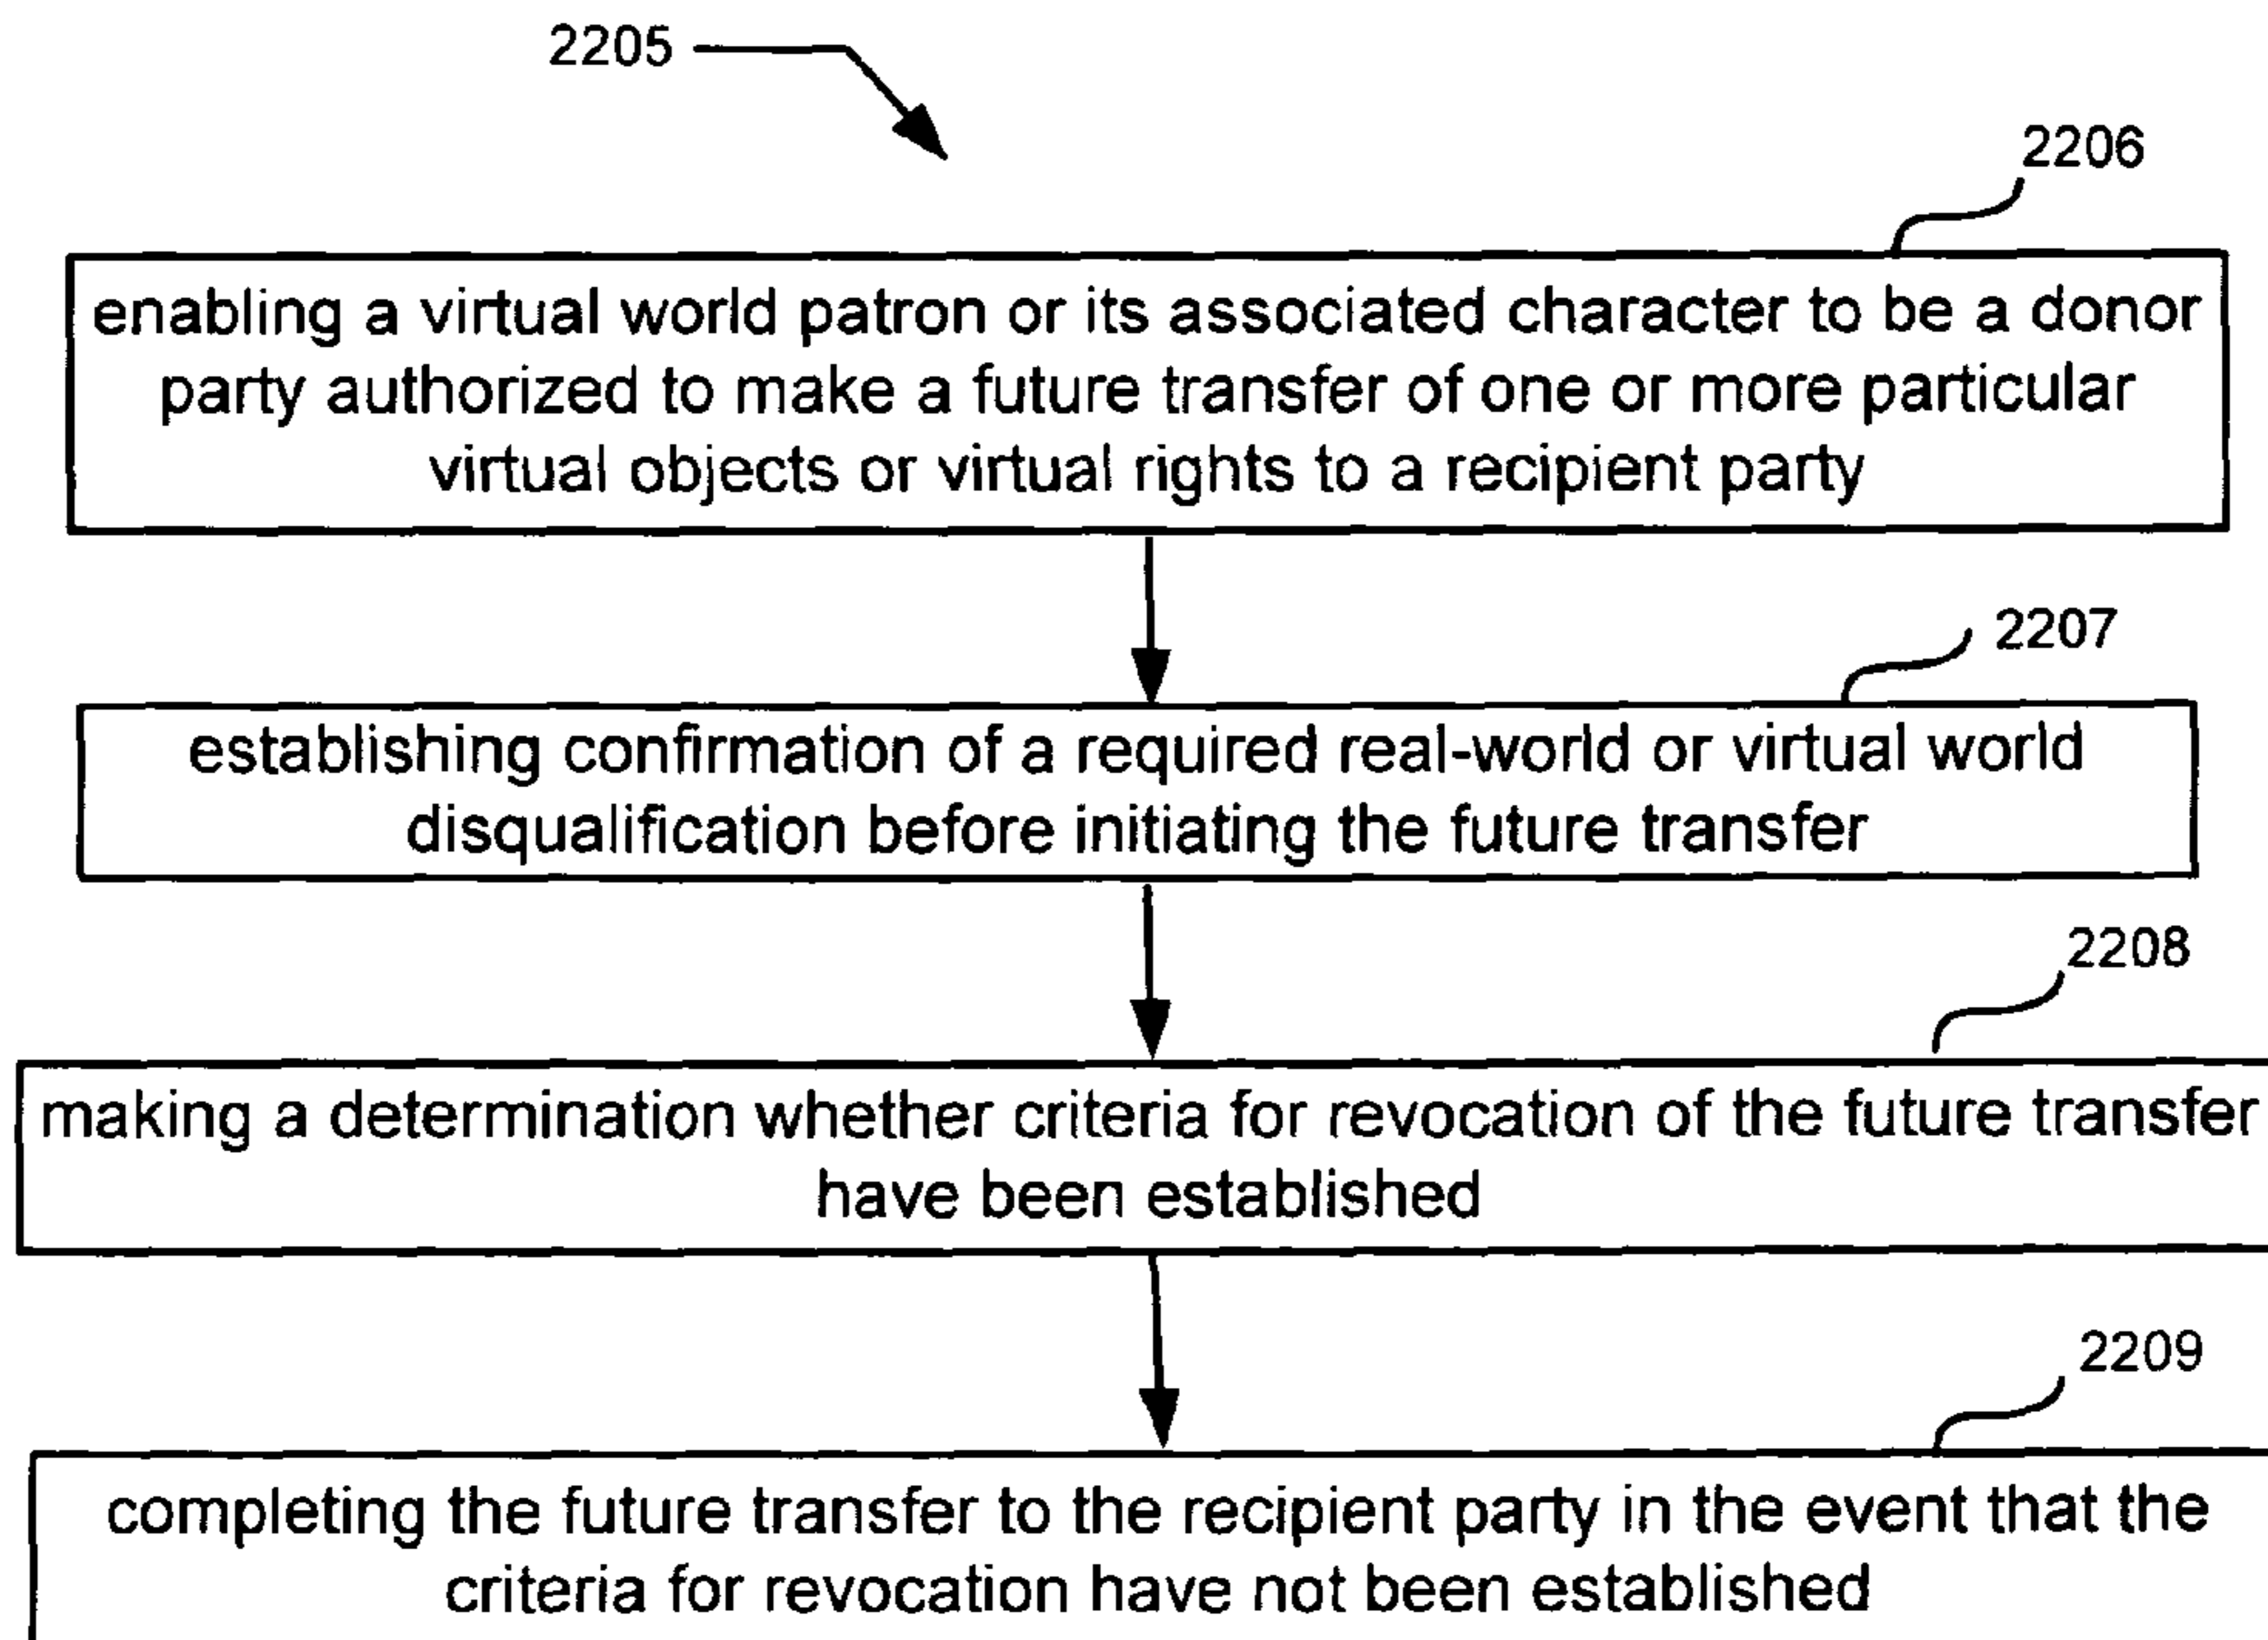 2205
2206
enabling a virtual world patron or its associated character to be a donor
party authorized to make a future transfer of one or more particular
virtual objects or virtual rights to a recipient party
2207
establishing confirmation of a required real-world or virtual world
disqualification before initiating the future transfer
2208
making a determination whether criteria for revocation of the future transfer
have been established
2209
completing the future transfer to the recipient party in the event that the
criteria for revocation have not been established